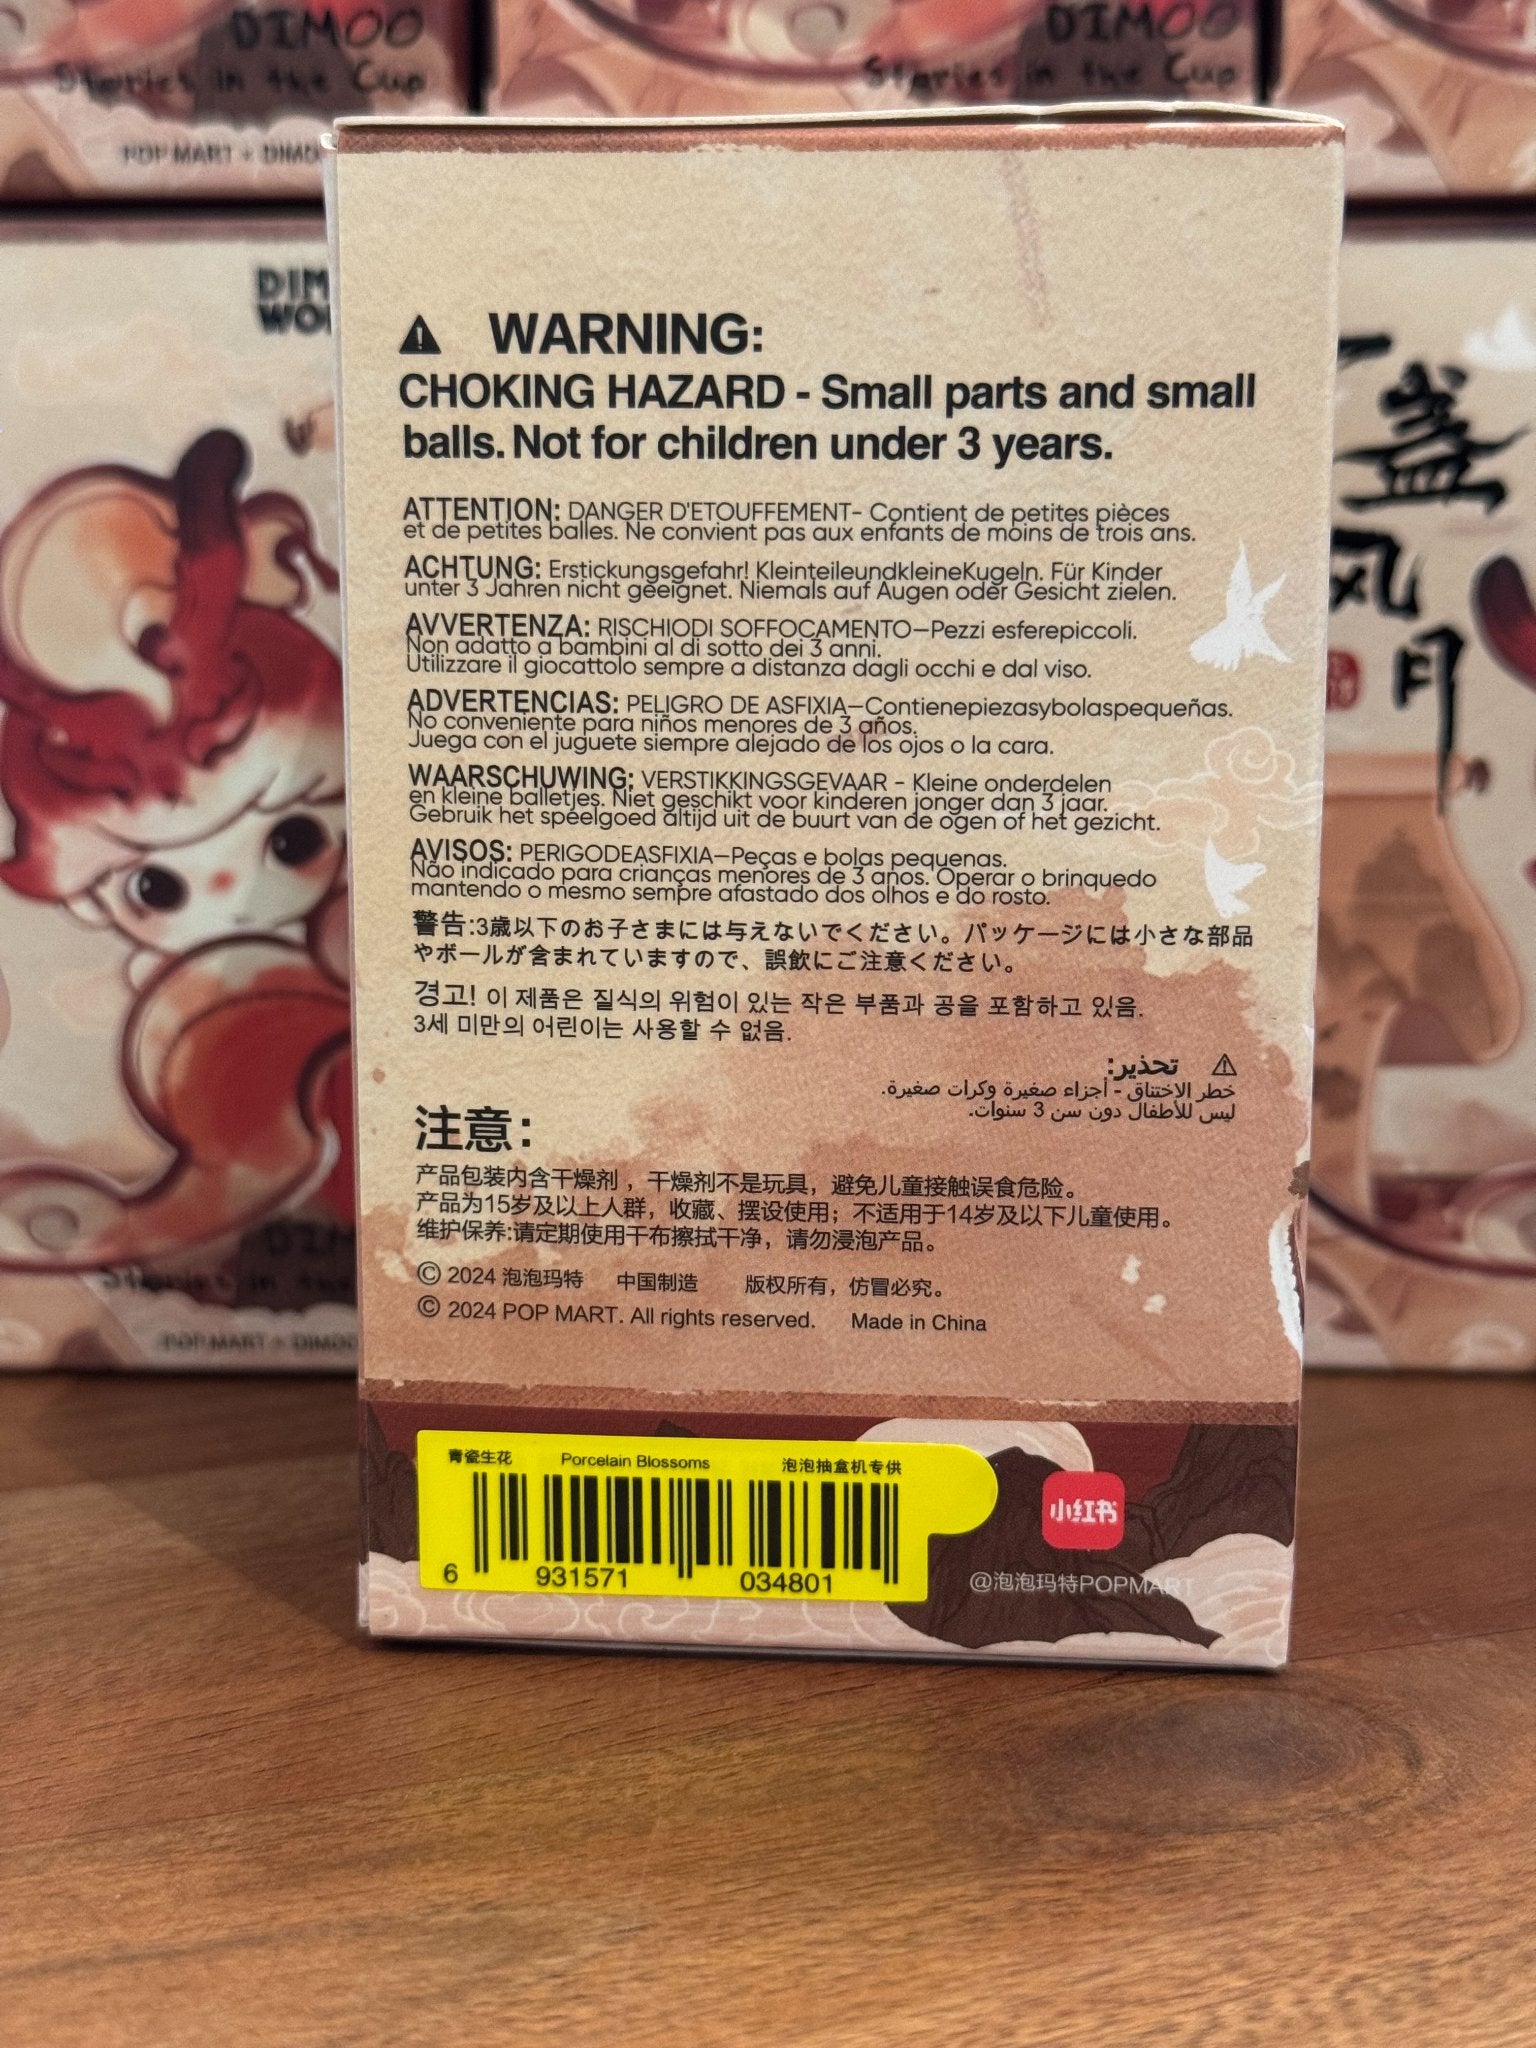 DIMOO
Stories in the Cup
POP MART × DIMO
DIMOO
Stories in the Cup
DIM
WO
盏
风
月
WARNING:
CHOKING HAZARD - Small parts and small
balls. Not for children under 3 years.
ATTENTION: DANGER D'ETOUFFEMENT- Contient de petites pièces
et de petites balles. Ne convient pas aux enfants de moins de trois ans.
ACHTUNG: Erstickungsgefahr! KleinteileundkleineKugeln. Für Kinder
unter 3 Jahren nicht geeignet. Niemals auf Augen oder Gesicht zielen.
AVVERTENZA: RISCHIODI SOFFOCAMENTO—Pezzi esferepiccoli.
Non adatto a bambini al di sotto dei 3 anni.
Utilizzare il giocattolo sempre a distanza dagli occhi e dal viso.
ADVERTENCIAS: PELIGRO DE ASFIXIA—Contienepiezasybolaspequeñas.
No conveniente para niños menores de 3 años.
Juega con el juguete siempre alejado de los ojos o la cara.
WAARSCHUWING: VERSTIKKINGSGEVAAR - Kleine onderdelen
en kleine balletjes. Niet geschikt voor kinderen jonger dan 3 jaar.
Gebruik het speelgoed altijd uit de buurt van de ogen of het gezicht.
AVISOS: PERIGODEASFIXIA—Peças e bolas pequenas.
Não indicado para crianças menores de 3 anos. Operar o brinquedo
mantendo o mesmo sempre afastado dos olhos e do rosto.
警告:3歳以下のお子さまには与えないでください。パッケージには小さな部品
やボールが含まれていますので、誤飲にご注意ください。
경고! 이 제품은 질식의 위험이 있는 작은 부품과 공을 포함하고 있음.
3세 미만의 어린이는 사용할 수 없음.
تحذير:
خطر الاختناق - أجزاء صغيرة وكرات صغيرة.
ليس للأطفال دون سن 3 سنوات.
注意：
产品包装内含干燥剂，干燥剂不是玩具，避免儿童接触误食危险。
产品为15岁及以上人群，收藏、摆设使用；不适用于14岁及以下儿童使用。
维护保养:请定期使用干布擦拭干净，请勿浸泡产品。
© 2024 泡泡玛特 中国制造 版权所有，仿冒必究。
© 2024 POP MART. All rights reserved. Made in China
青瓷生花 Porcelain Blossoms 泡泡抽盒机专供
6 931571 034801
小红书
@泡泡玛特POPMART
POP MART × DIMOO